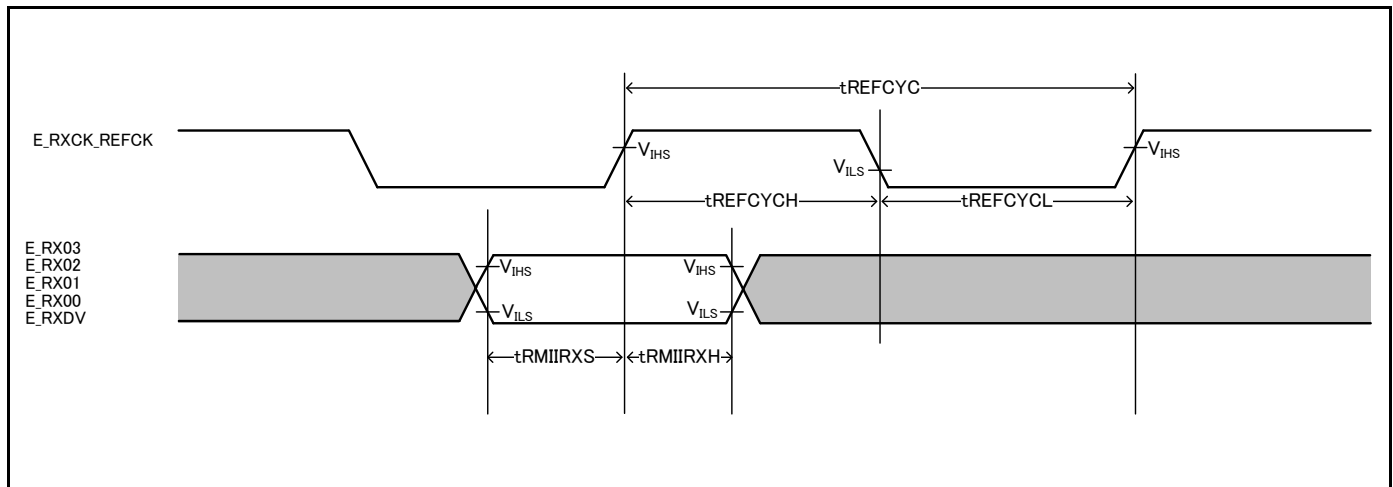 tREFCYC
E_RXCK_REFCK
VIHS
VILS
VIHS
tREFCYCH
tREFCYCL
E_RX03
E_RX02
E_RX01
E_RX00
E_RXDV
VIHS
VIHS
VILS
VILS
tRMIIRXS
tRMIIRXH